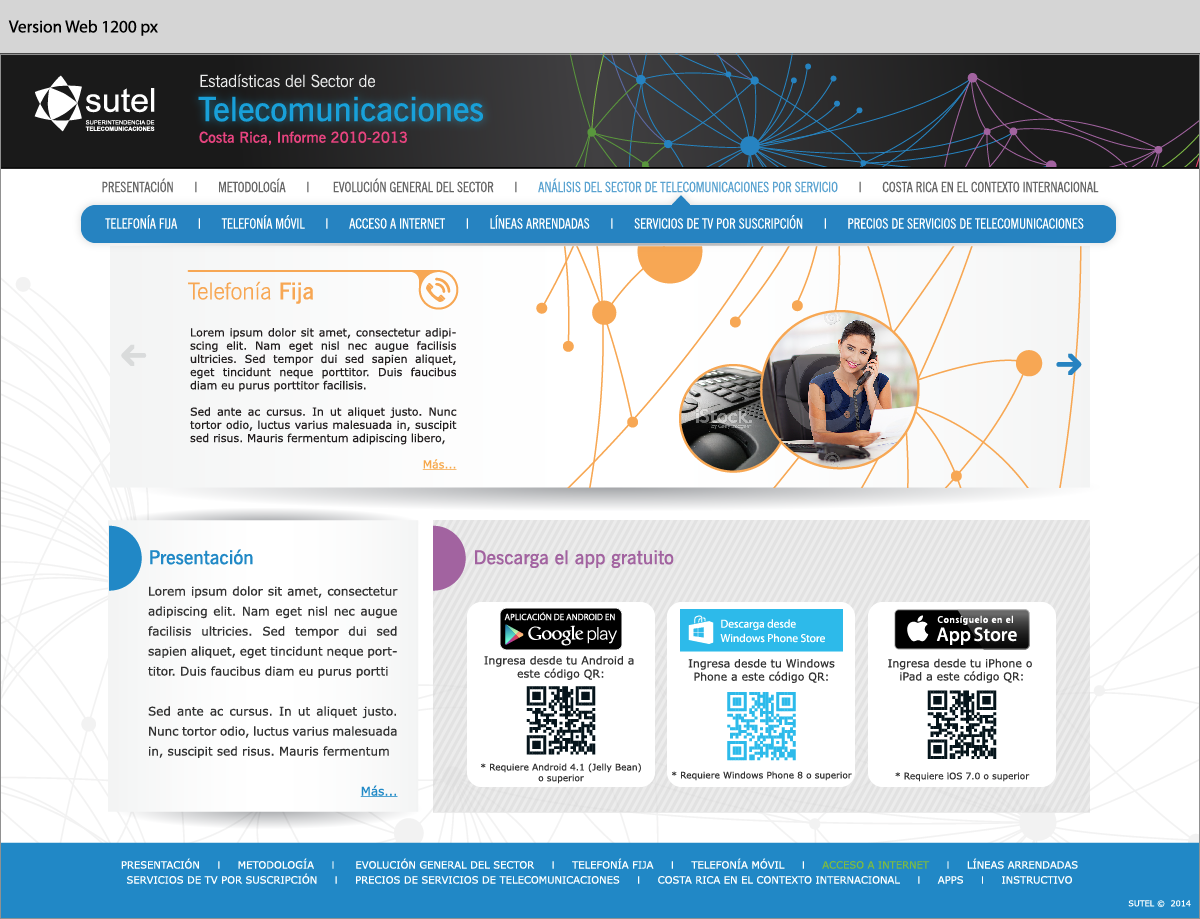 Version Web 1200 px
sutel
SUPERINTENDENCIA DE
TELECOMUNICACIONES
Estadísticas del Sector de
Telecomunicaciones
Costa Rica, Informe 2010-2013
PRESENTACIÓN | METODOLOGÍA | EVOLUCIÓN GENERAL DEL SECTOR | ANÁLISIS DEL SECTOR DE TELECOMUNICACIONES POR SERVICIO | COSTA RICA EN EL CONTEXTO INTERNACIONAL
TELEFONÍA FIJA | TELEFONÍA MÓVIL | ACCESO A INTERNET | LÍNEAS ARRENDADAS | SERVICIOS DE TV POR SUSCRIPCIÓN | PRECIOS DE SERVICIOS DE TELECOMUNICACIONES
Telefonía Fija
Lorem ipsum dolor sit amet, consectetur adipi-
scing elit. Nam eget nisl nec augue facilisis
ultricies. Sed tempor dui sed sapien aliquet,
eget tincidunt neque porttitor. Duis faucibus
diam eu purus porttitor facilisis.
Sed ante ac cursus. In ut aliquet justo. Nunc
tortor odio, luctus varius malesuada in, suscipit
sed risus. Mauris fermentum adipiscing libero,
Más...
iStock.
by Getty Images
Presentación
Lorem ipsum dolor sit amet, consectetur
adipiscing elit. Nam eget nisl nec augue
facilisis ultricies. Sed tempor dui sed
sapien aliquet, eget tincidunt neque port-
titor. Duis faucibus diam eu purus portti
Sed ante ac cursus. In ut aliquet justo.
Nunc tortor odio, luctus varius malesuada
in, suscipit sed risus. Mauris fermentum
Más...
Descarga el app gratuito
APLICACIÓN DE ANDROID EN
Google play
Ingresa desde tu Android a
este código QR:
* Requiere Android 4.1 (Jelly Bean)
o superior
Descarga desde
Windows Phone Store
Ingresa desde tu Windows
Phone a este código QR:
* Requiere Windows Phone 8 o superior
Consíguelo en el
App Store
Ingresa desde tu iPhone o
iPad a este código QR:
* Requiere iOS 7.0 o superior
PRESENTACIÓN | METODOLOGÍA | EVOLUCIÓN GENERAL DEL SECTOR | TELEFONÍA FIJA | TELEFONÍA MÓVIL | ACCESO A INTERNET | LÍNEAS ARRENDADAS
SERVICIOS DE TV POR SUSCRIPCIÓN | PRECIOS DE SERVICIOS DE TELECOMUNICACIONES | COSTA RICA EN EL CONTEXTO INTERNACIONAL | APPS | INSTRUCTIVO
SUTEL © 2014